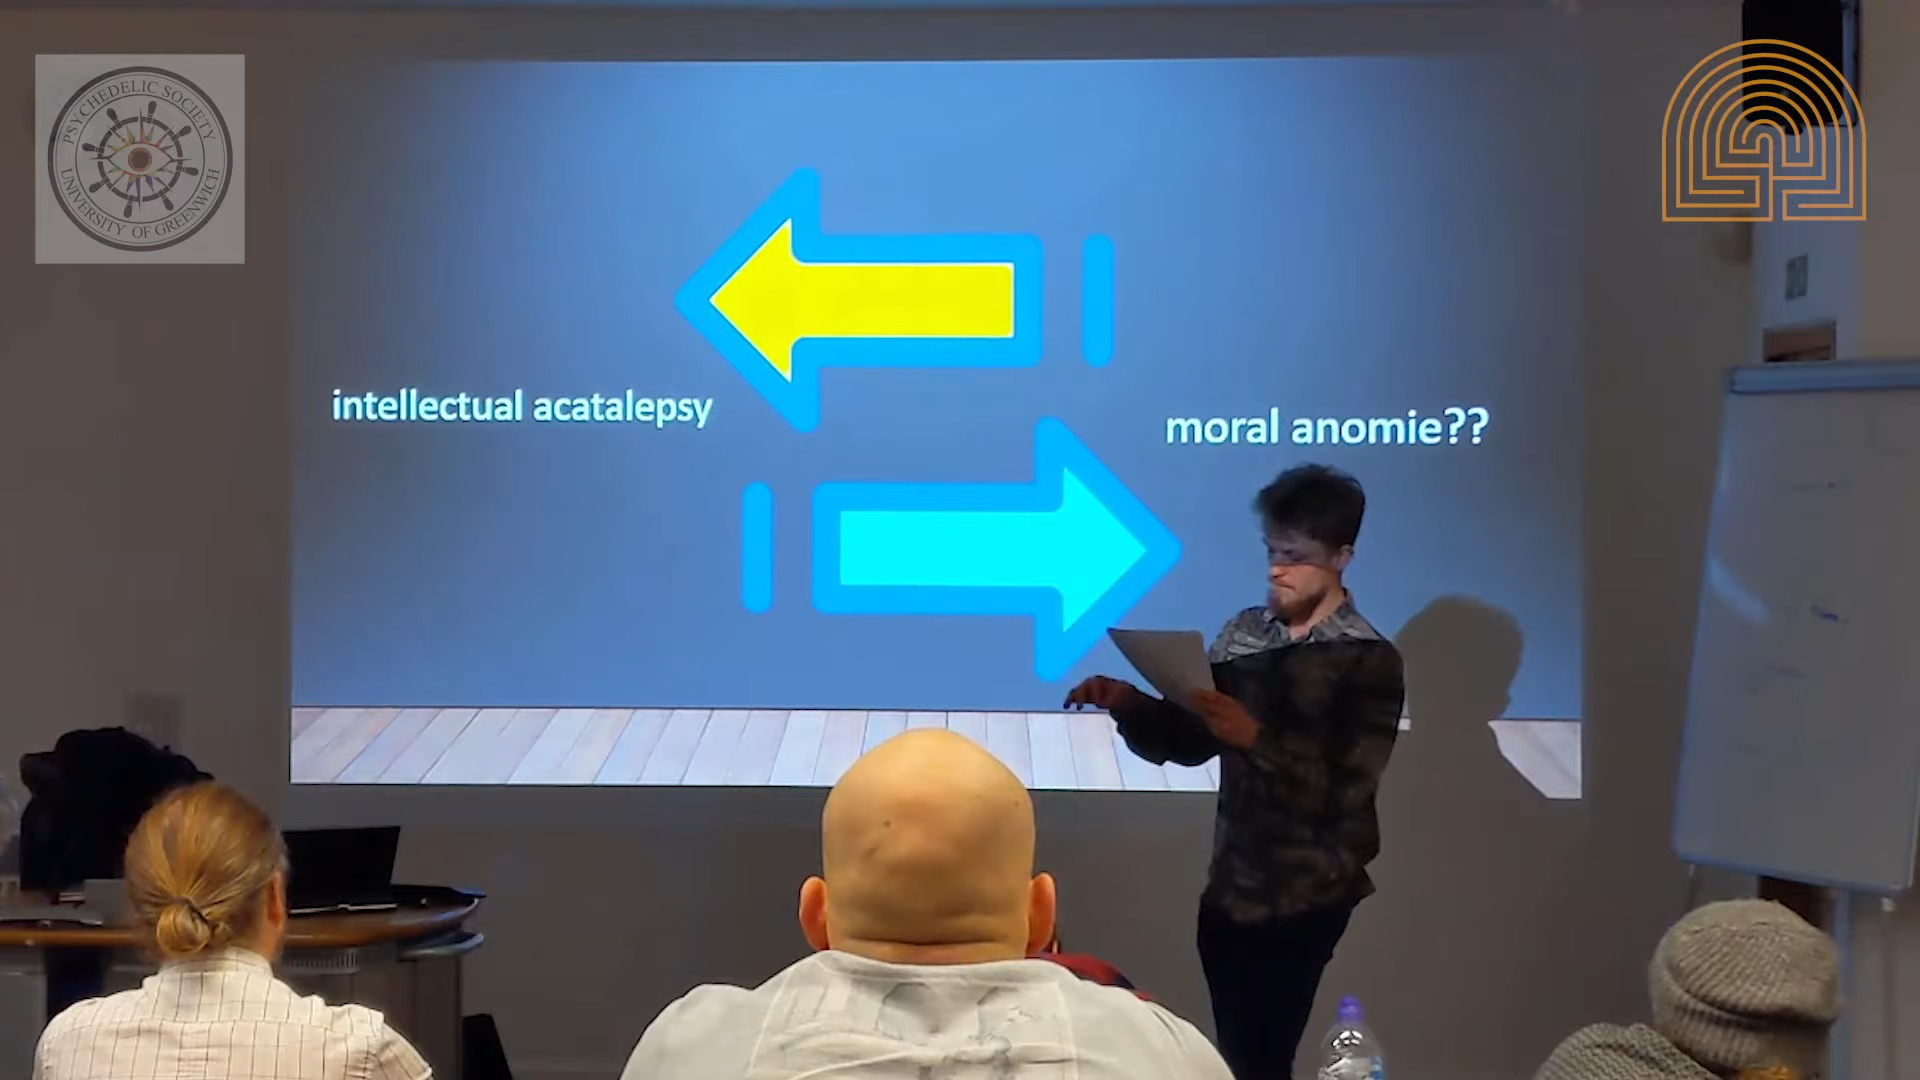 PSYCHEDELIC SOCIETY
UNIVERSITY OF GREENWICH
intellectual acatalepsy
moral anomie??